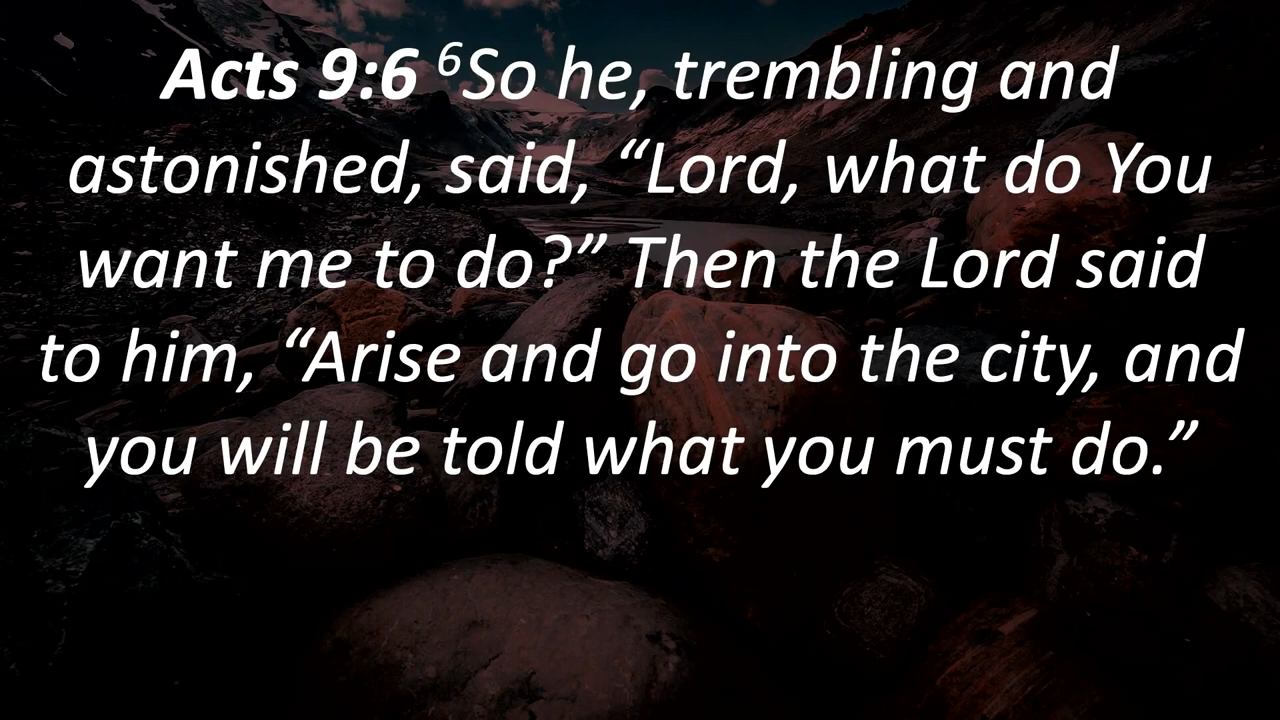 Acts 9:6 ⁶So he, trembling and
astonished, said, “Lord, what do You
want me to do?” Then the Lord said
to him, “Arise and go into the city, and
you will be told what you must do.”